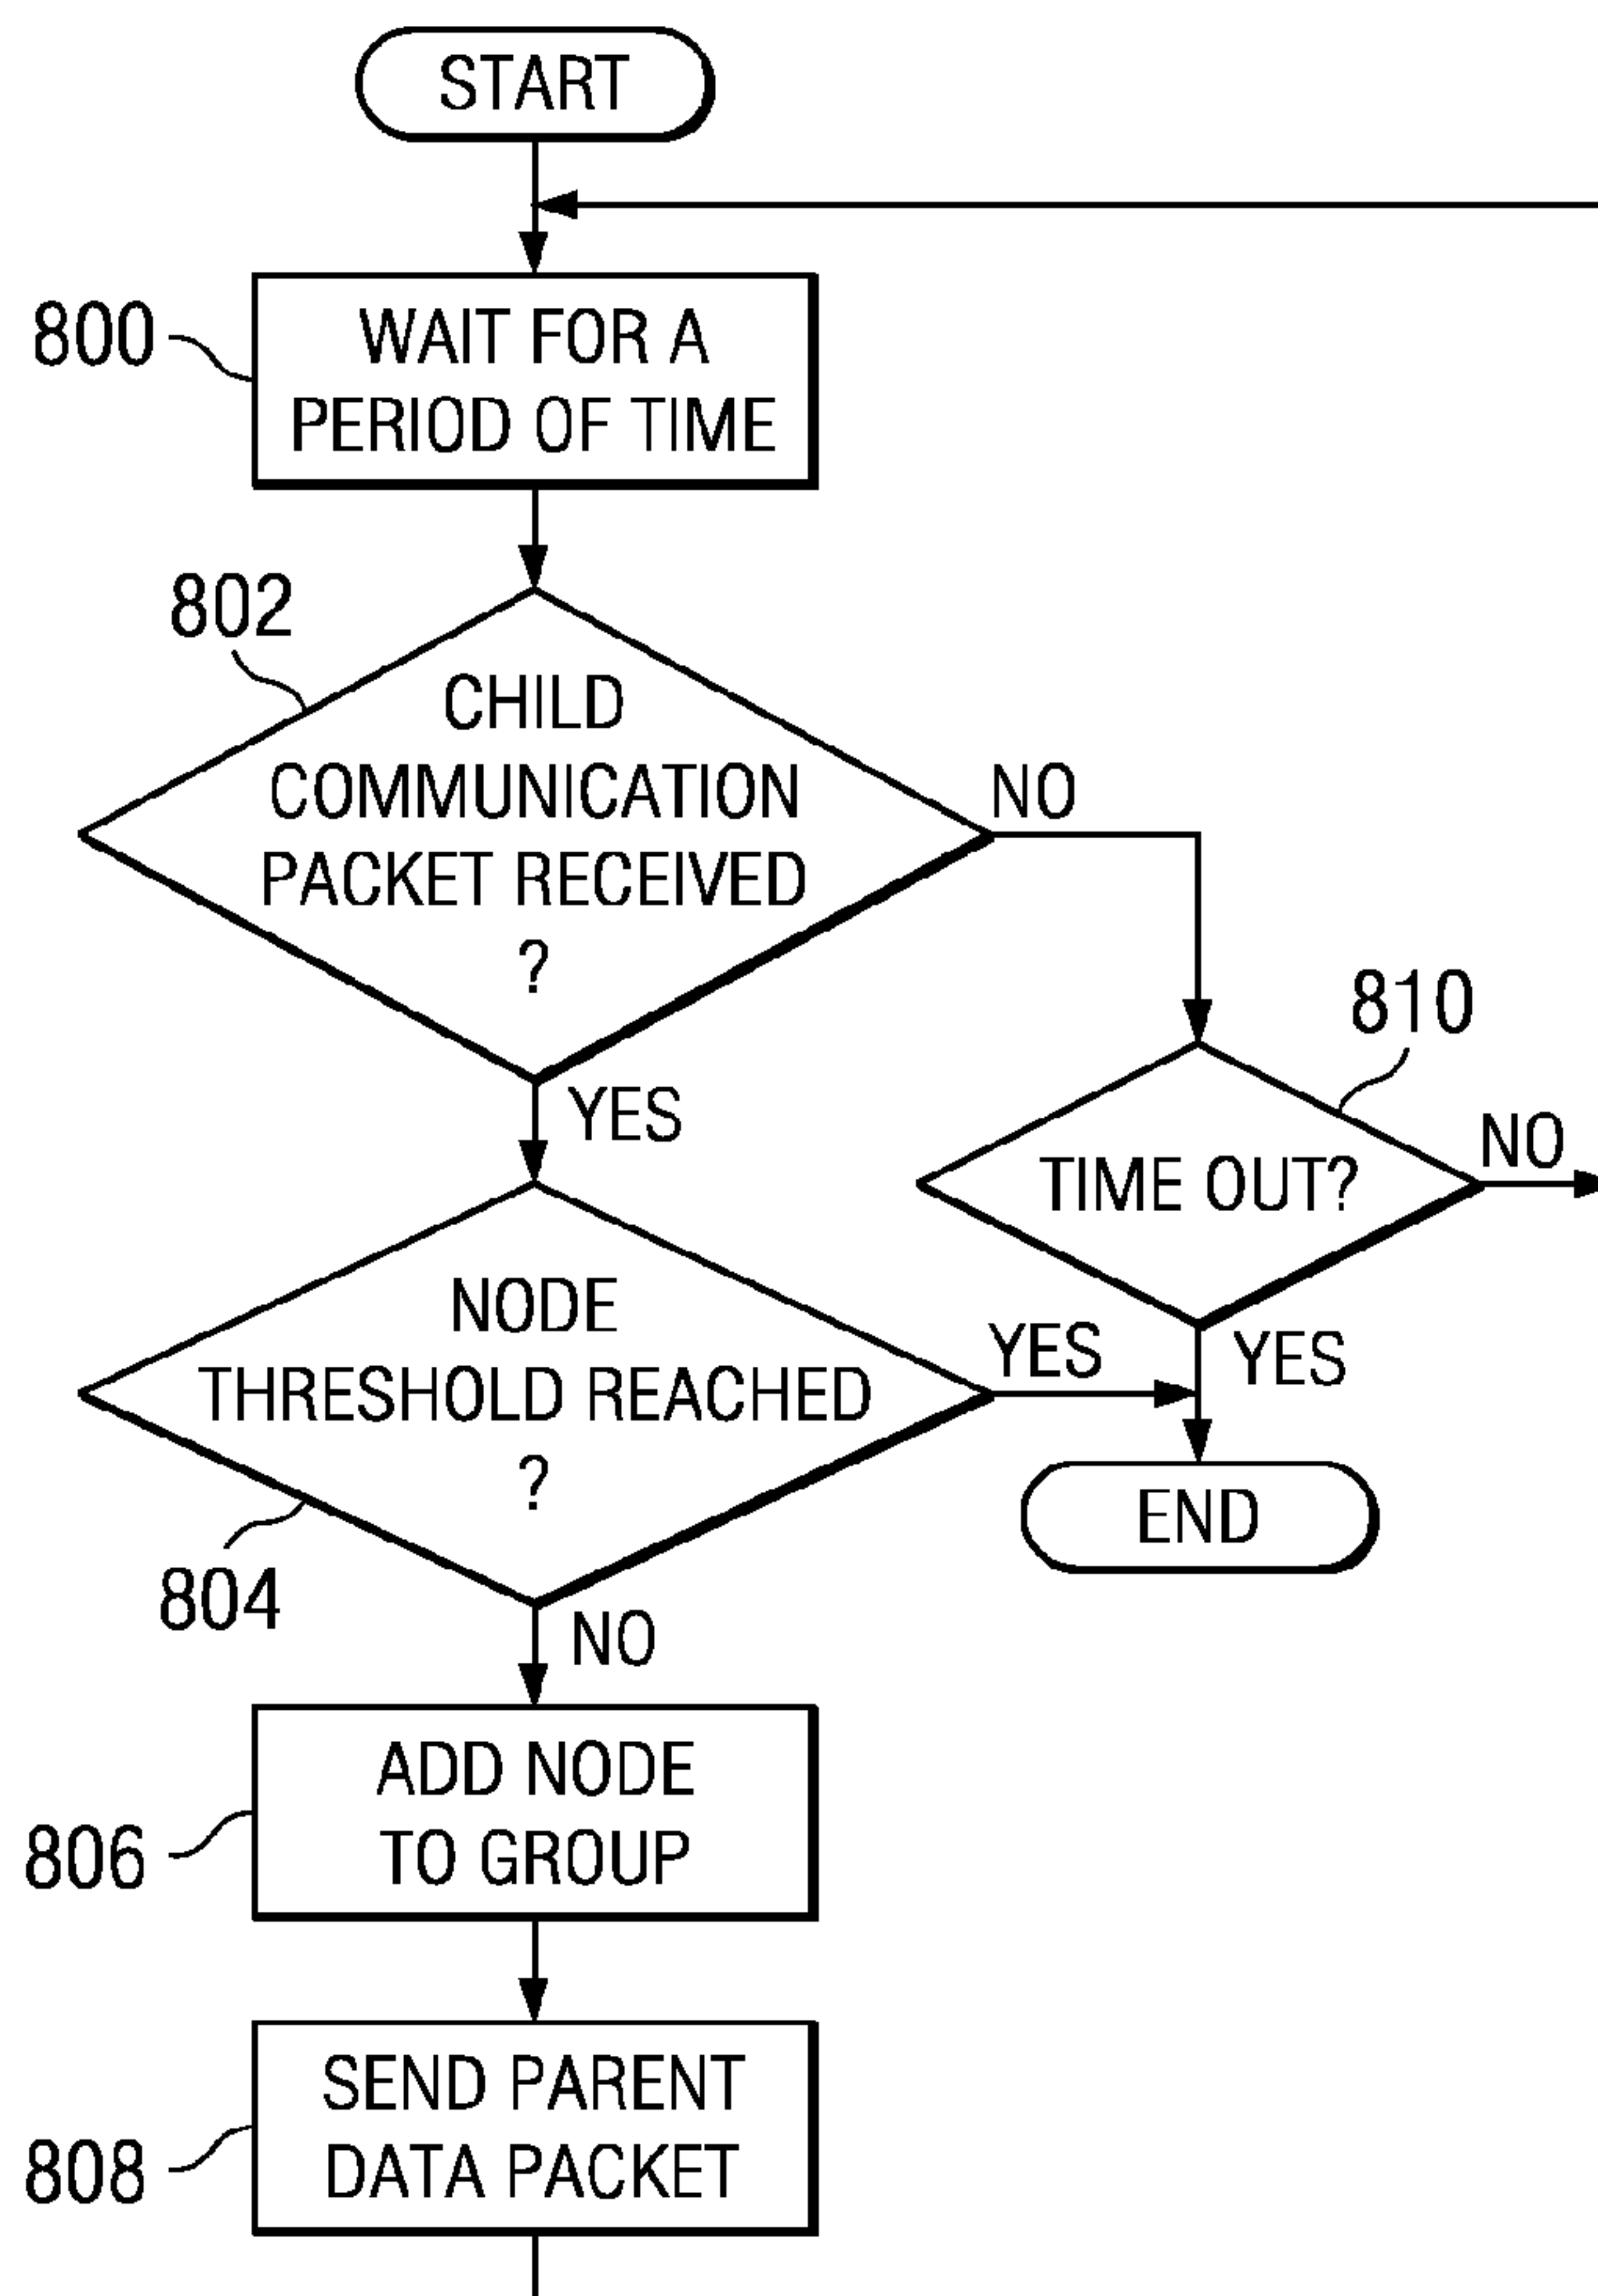 START
800
WAIT FOR A
PERIOD OF TIME
802
CHILD
COMMUNICATION
PACKET RECEIVED
?
NO
YES
810
TIME OUT?
NO
YES
NODE
THRESHOLD REACHED
?
YES
804
NO
END
ADD NODE
TO GROUP
806
SEND PARENT
DATA PACKET
808